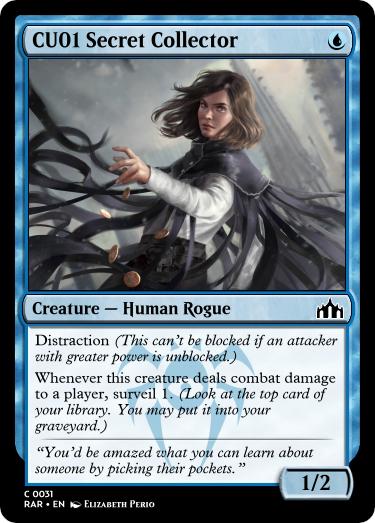 CU01 Secret Collector
Creature — Human Rogue
Distraction (This can't be blocked if an attacker
with greater power is unblocked.)
Whenever this creature deals combat damage
to a player, surveil 1. (Look at the top card of
your library. You may put it into your
graveyard.)
“You'd be amazed what you can learn about
someone by picking their pockets.”
1/2
C 0031
RAR • EN Elizabeth Perio